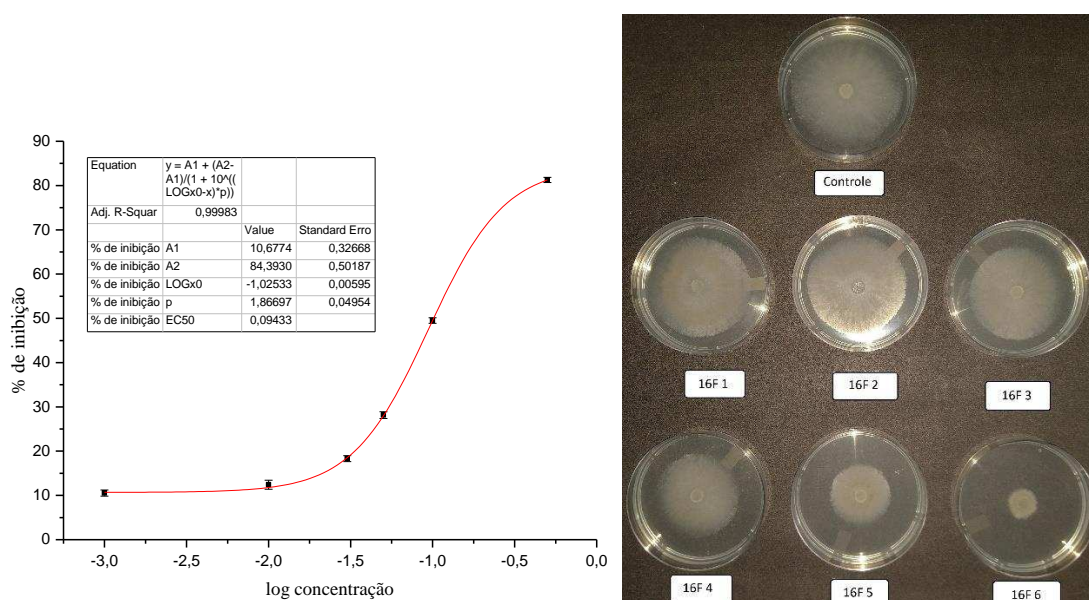 90
80
70
60
50
40
30
20
10
0
% de inibição
Equation y = A1 + (A2-
A1)/(1 + 10^((
LOGx0-x)*p))
Adj. R-Squar 0,99983
Value Standard Erro
% de inibição A1 10,6774 0,32668
% de inibição A2 84,3930 0,50187
% de inibição LOGx0 -1,02533 0,00595
% de inibição p 1,86697 0,04954
% de inibição EC50 0,09433
-3,0 -2,5 -2,0 -1,5 -1,0 -0,5 0,0
log concentração
Controle
16F 1 16F 2 16F 3
16F 4 16F 5 16F 6